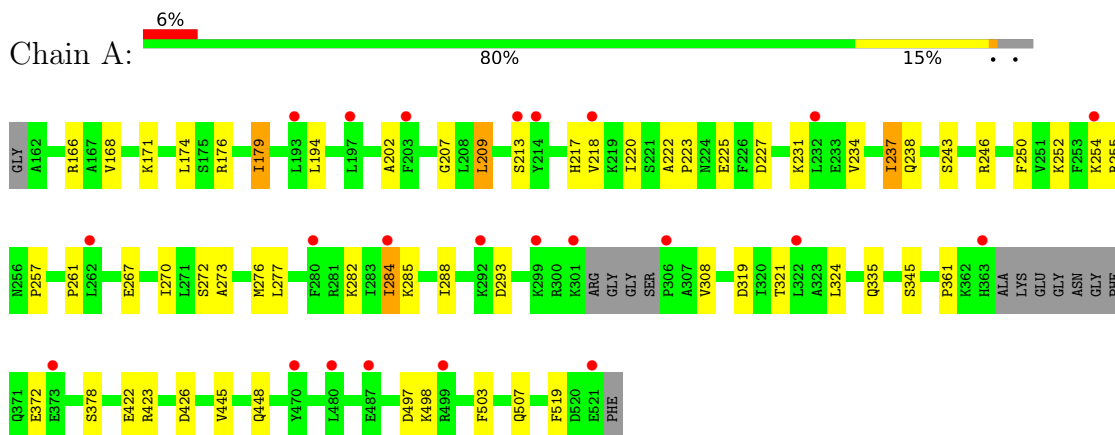 6%
Chain A:
80% 15% • •
GLY A162 R166 A167 V168 K171 L174 S175 R176 I179 L193 L194 L197 A202 F203 G207 L208 L209 S213 Y214 H217 V218 K219 I220 S221 A222 P223 N224 E225 F226 D227 K231 L232 E233 V234 I237 Q238 S243 R246 F250 V251 K252 F253 K254 R255
N256 P257 P261 L262 E267 I270 L271 S272 A273 M276 L277 F280 R281 K282 I283 I284 K285 I288 K292 D293 K299 R300 K301 ARG GLY GLY SER P306 A307 V308 D319 I320 T321 L322 A323 L324 Q335 S345 P361 K362 H363 ALA LYS GLU GLY ASN GLY PHE
Q371 E372 E373 S378 E422 R423 D426 V445 Q448 Y470 L480 E487 D497 K498 R499 F503 Q507 F519 D520 E521 PHE